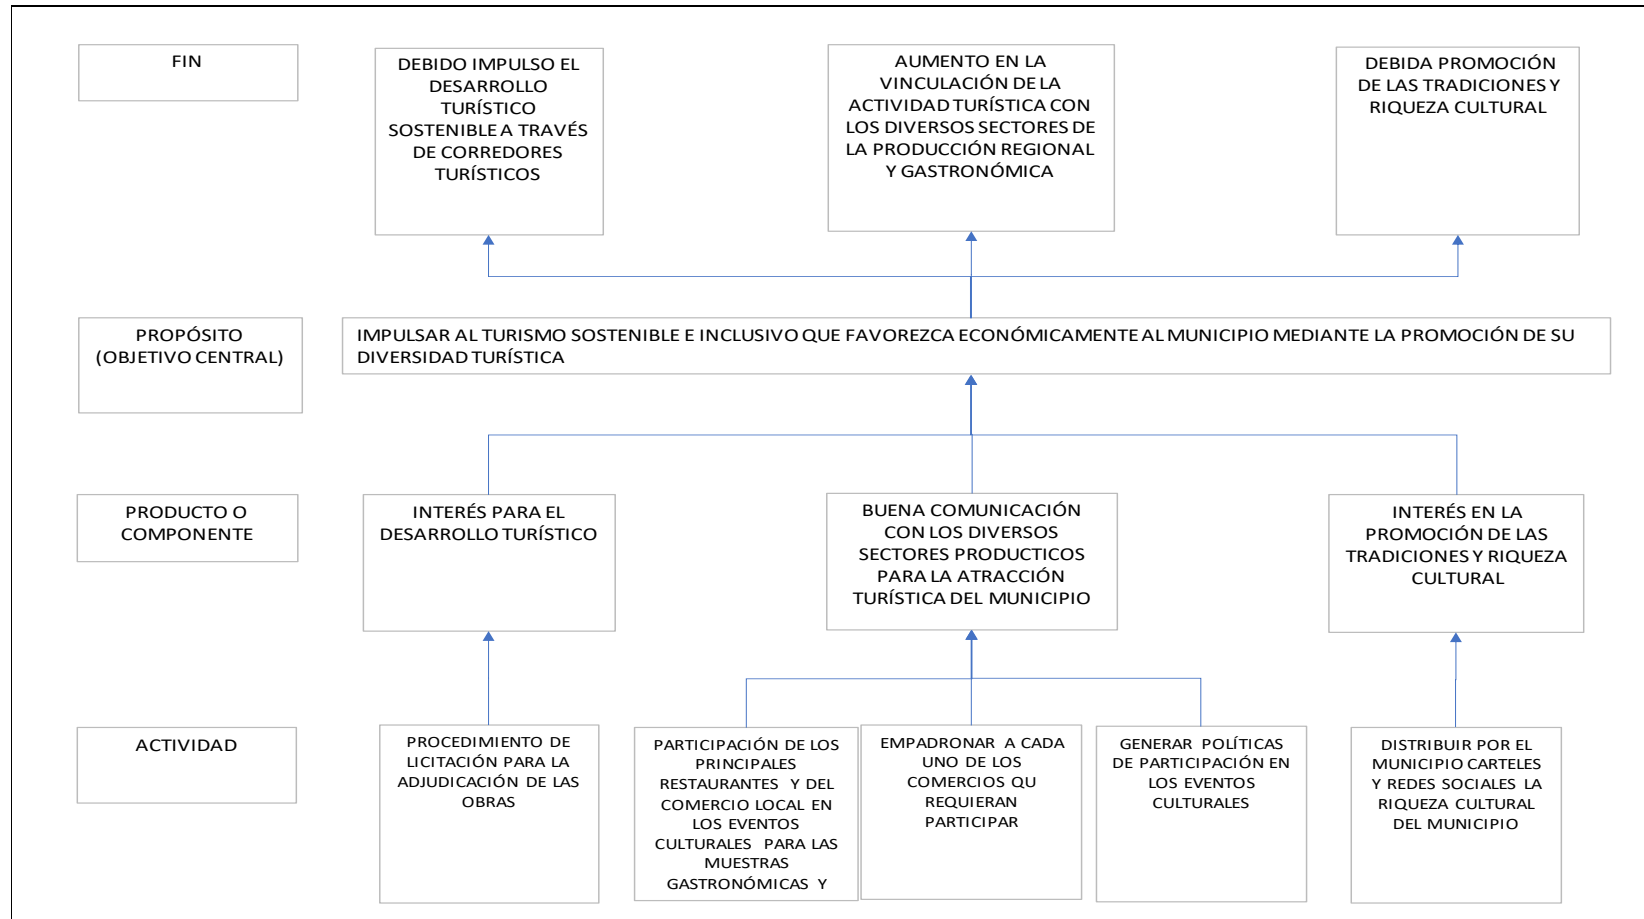 FIN
DEBIDO IMPULSO EL
DESARROLLO
TURÍSTICO
SOSTENIBLE A TRAVÉS
DE CORREDORES
TURÍSTICOS
AUMENTO EN LA
VINCULACIÓN DE LA
ACTIVIDAD TURÍSTICA CON
LOS DIVERSOS SECTORES DE
LA PRODUCCIÓN REGIONAL
Y GASTRONÓMICA
DEBIDA PROMOCIÓN
DE LAS TRADICIONES Y
RIQUEZA CULTURAL
PROPÓSITO
(OBJETIVO CENTRAL)
IMPULSAR AL TURISMO SOSTENIBLE E INCLUSIVO QUE FAVOREZCA ECONÓMICAMENTE AL MUNICIPIO MEDIANTE LA PROMOCIÓN DE SU
DIVERSIDAD TURÍSTICA
PRODUCTO O
COMPONENTE
INTERÉS PARA EL
DESARROLLO TURÍSTICO
BUENA COMUNICACIÓN
CON LOS DIVERSOS
SECTORES PRODUCTICOS
PARA LA ATRACCIÓN
TURÍSTICA DEL MUNICIPIO
INTERÉS EN LA
PROMOCIÓN DE LAS
TRADICIONES Y RIQUEZA
CULTURAL
ACTIVIDAD
PROCEDIMIENTO DE
LICITACIÓN PARA LA
ADJUDICACIÓN DE LAS
OBRAS
PARTICIPACIÓN DE LOS
PRINCIPALES
RESTAURANTES Y DEL
COMERCIO LOCAL EN
LOS EVENTOS
CULTURALES PARA LAS
MUESTRAS
GASTRONÓMICAS Y
EMPADRONAR A CADA
UNO DE LOS
COMERCIOS QU
REQUIERAN
PARTICIPAR
GENERAR POLÍTICAS
DE PARTICIPACIÓN EN
LOS EVENTOS
CULTURALES
DISTRIBUIR POR EL
MUNICIPIO CARTELES
Y REDES SOCIALES LA
RIQUEZA CULTURAL
DEL MUNICIPIO